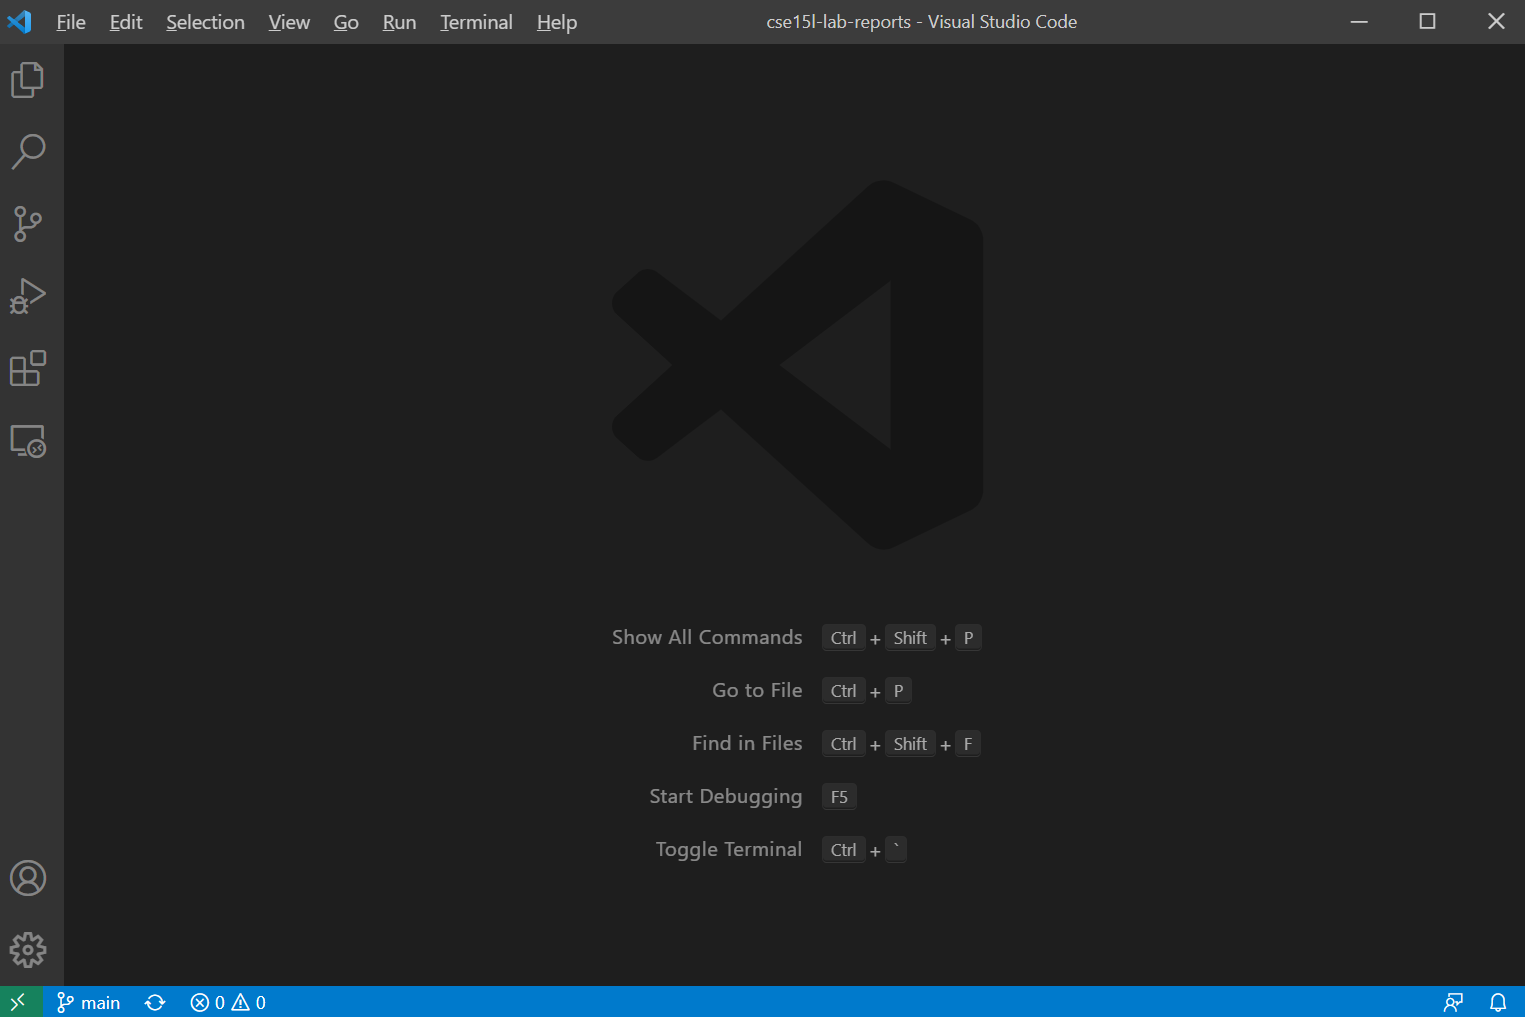 File Edit Selection View Go Run Terminal Help cse15l-lab-reports - Visual Studio Code
Show All Commands Ctrl + Shift + P
Go to File Ctrl + P
Find in Files Ctrl + Shift + F
Start Debugging F5
Toggle Terminal Ctrl + `
main 0 0